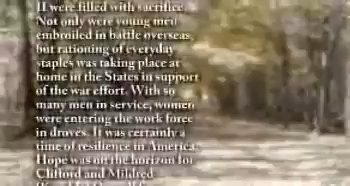 II were filled with sacrifice.
Not only were young men
embroiled in battle overseas,
but rationing of everyday
staples was taking place at
home in the States in support
of the war effort. With so
many men in service, women
were entering the work force
in droves. It was certainly a
time of resilience in America.
Hope was on the horizon for
Clifford and Mildred